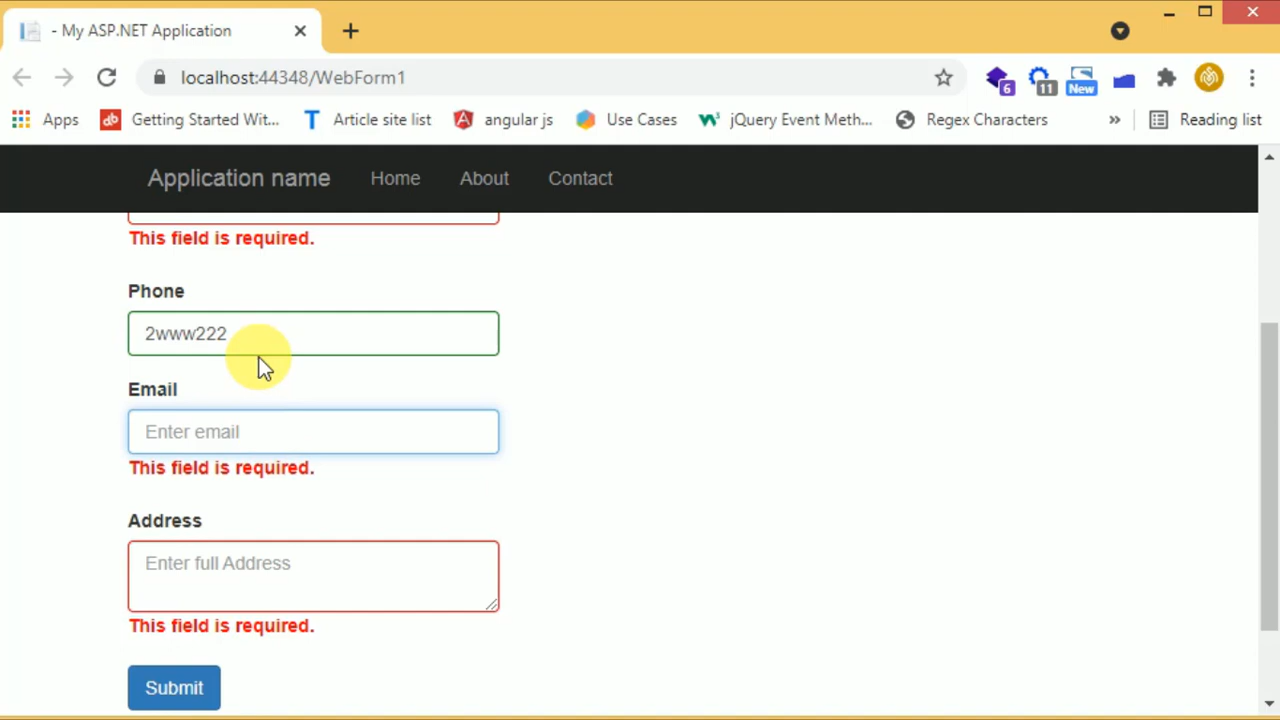 - My ASP.NET Application
localhost:44348/WebForm1
6
11
New
Apps
Getting Started Wit...
Article site list
angular js
Use Cases
jQuery Event Meth...
Regex Characters
»
Reading list
Application name
Home
About
Contact
This field is required.
Phone
2www222
Email
Enter email
This field is required.
Address
Enter full Address
This field is required.
Submit